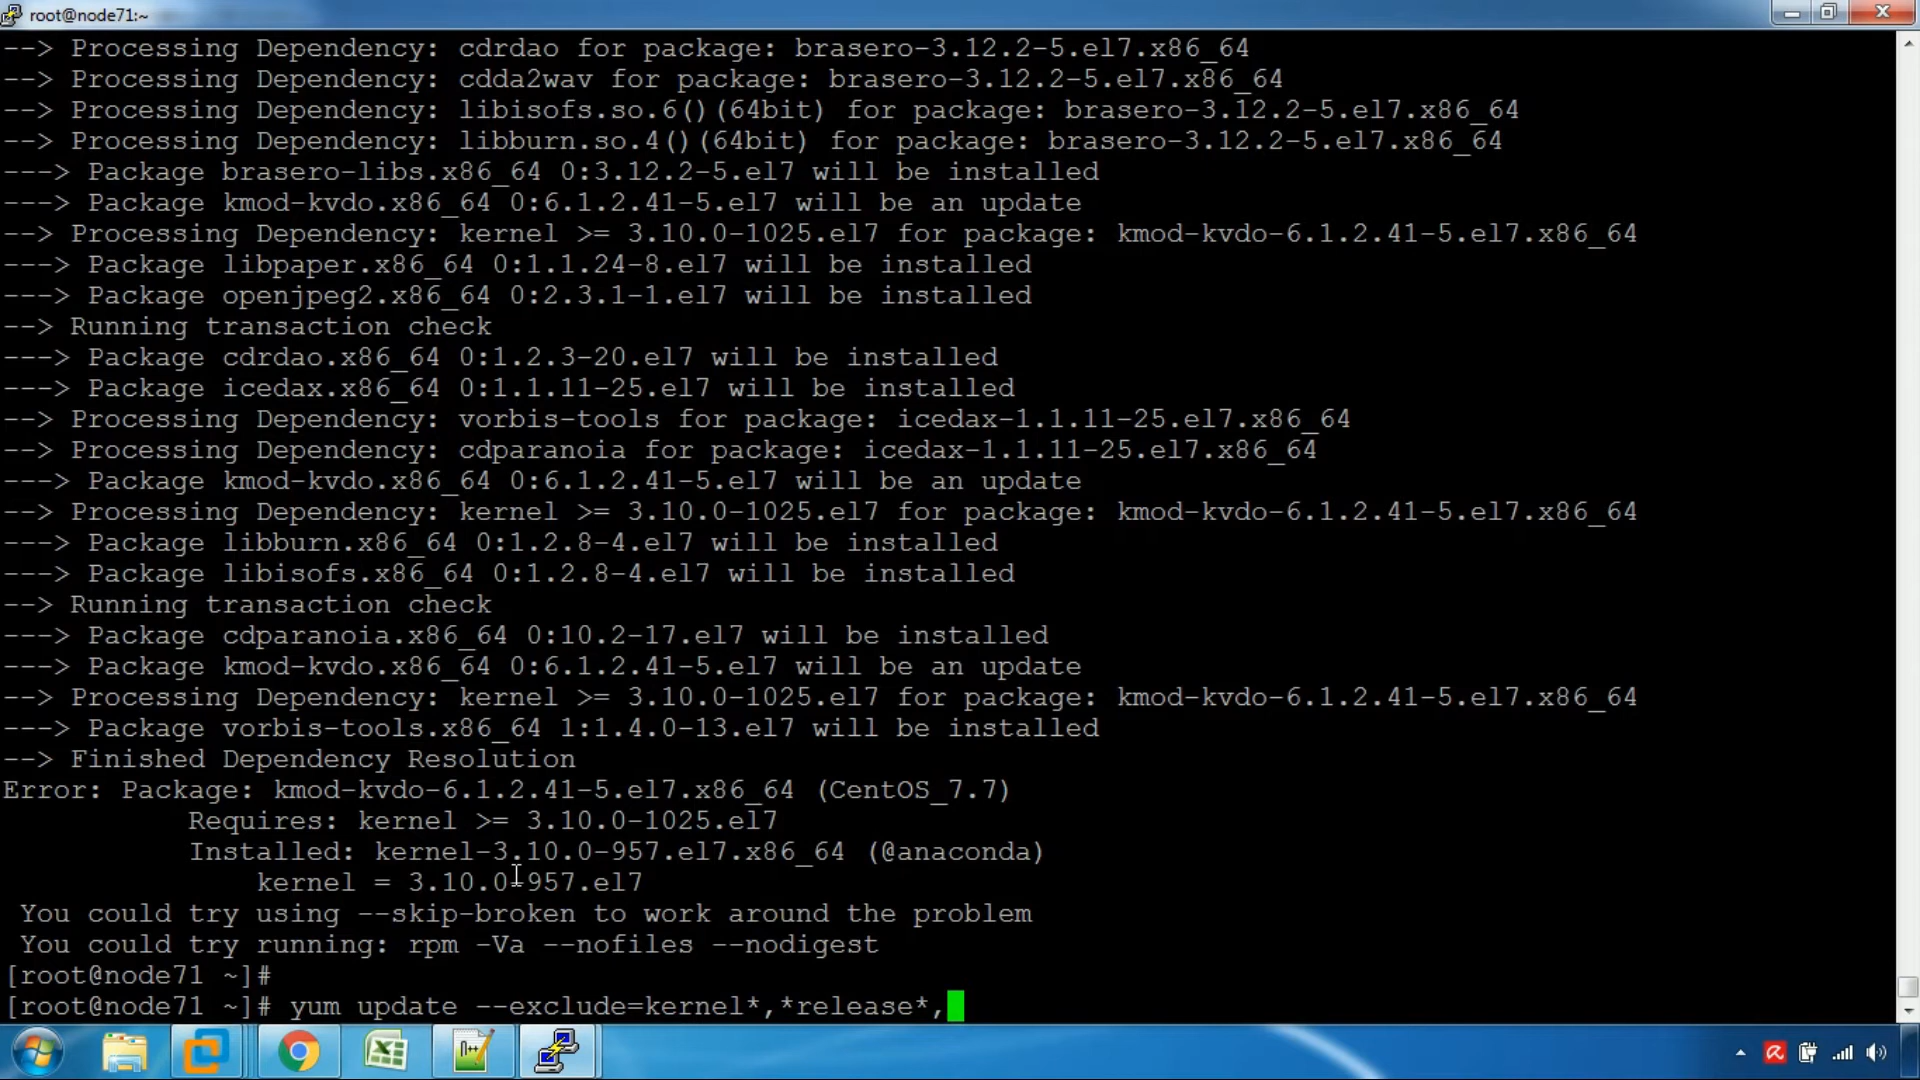 root@node71:~
--> Processing Dependency: cdrdao for package: brasero-3.12.2-5.el7.x86_64
--> Processing Dependency: cdda2wav for package: brasero-3.12.2-5.el7.x86_64
--> Processing Dependency: libisofs.so.6()(64bit) for package: brasero-3.12.2-5.el7.x86_64
--> Processing Dependency: libburn.so.4()(64bit) for package: brasero-3.12.2-5.el7.x86_64
---> Package brasero-libs.x86_64 0:3.12.2-5.el7 will be installed
---> Package kmod-kvdo.x86_64 0:6.1.2.41-5.el7 will be an update
--> Processing Dependency: kernel >= 3.10.0-1025.el7 for package: kmod-kvdo-6.1.2.41-5.el7.x86_64
---> Package libpaper.x86_64 0:1.1.24-8.el7 will be installed
---> Package openjpeg2.x86_64 0:2.3.1-1.el7 will be installed
--> Running transaction check
---> Package cdrdao.x86_64 0:1.2.3-20.el7 will be installed
---> Package icedax.x86_64 0:1.1.11-25.el7 will be installed
--> Processing Dependency: vorbis-tools for package: icedax-1.1.11-25.el7.x86_64
--> Processing Dependency: cdparanoia for package: icedax-1.1.11-25.el7.x86_64
---> Package kmod-kvdo.x86_64 0:6.1.2.41-5.el7 will be an update
--> Processing Dependency: kernel >= 3.10.0-1025.el7 for package: kmod-kvdo-6.1.2.41-5.el7.x86_64
---> Package libburn.x86_64 0:1.2.8-4.el7 will be installed
---> Package libisofs.x86_64 0:1.2.8-4.el7 will be installed
--> Running transaction check
---> Package cdparanoia.x86_64 0:10.2-17.el7 will be installed
---> Package kmod-kvdo.x86_64 0:6.1.2.41-5.el7 will be an update
--> Processing Dependency: kernel >= 3.10.0-1025.el7 for package: kmod-kvdo-6.1.2.41-5.el7.x86_64
---> Package vorbis-tools.x86_64 1:1.4.0-13.el7 will be installed
--> Finished Dependency Resolution
Error: Package: kmod-kvdo-6.1.2.41-5.el7.x86_64 (CentOS_7.7)
Requires: kernel >= 3.10.0-1025.el7
Installed: kernel-3.10.0-957.el7.x86_64 (@anaconda)
kernel = 3.10.0-957.el7
You could try using --skip-broken to work around the problem
You could try running: rpm -Va --nofiles --nodigest
[root@node71 ~]#
[root@node71 ~]# yum update --exclude=kernel*,*release*,